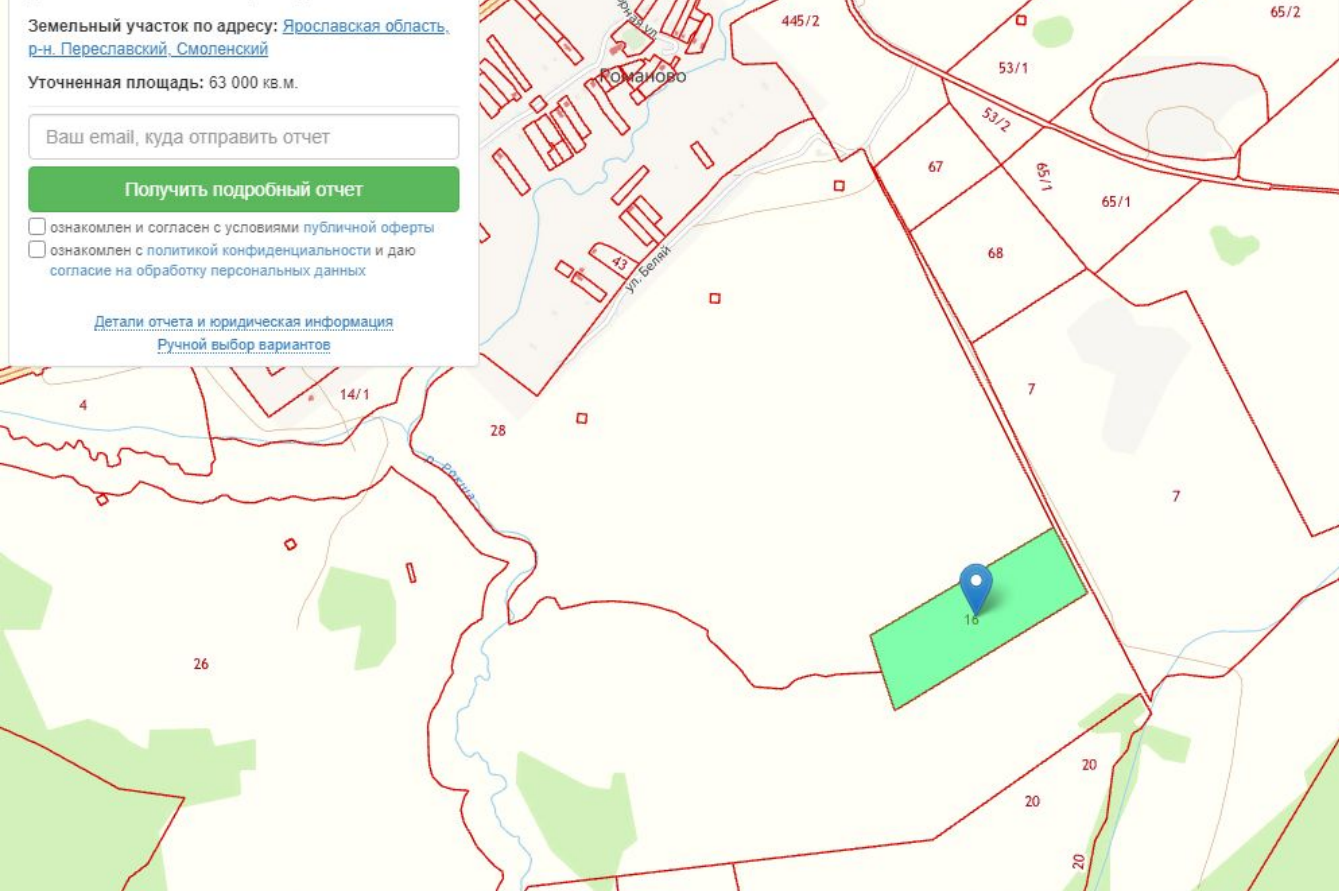 Земельный участок по адресу: Ярославская область,
р-н. Переславский, Смоленский
Уточненная площадь: 63 000 кв.м.
Ваш email, куда отправить отчет
Получить подробный отчет
ознакомлен и согласен с условиями публичной оферты
ознакомлен с политикой конфиденциальности и даю
согласие на обработку персональных данных
Детали отчета и юридическая информация
Ручной выбор вариантов
445/2
65/2
Романово
53/1
53/2
67
65/1
65/1
68
43
ул. Беляй
7
14/1
4
28
р. Рокша
7
16
26
20
20
20